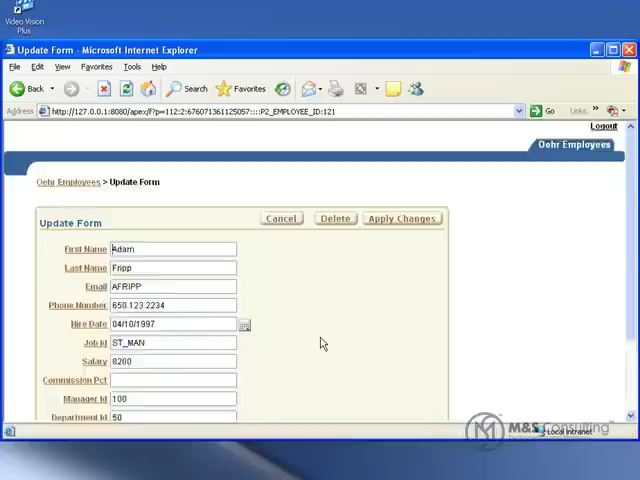 Video Vision
Plus
Update Form - Microsoft Internet Explorer
File Edit View Favorites Tools Help
Back Search Favorites
Address http://127.0.0.1:8080/apex/f?p=112:2:676071361125057::::P2_EMPLOYEE_ID:121 Go Links »
Logout
Oehr Employees
Oehr Employees > Update Form
Update Form Cancel Delete Apply Changes
First Name Adam
Last Name Fripp
Email AFRIPP
Phone Number 650.123.2234
Hire Date 04/10/1997
Job Id ST_MAN
Salary 8200
Commission Pct
Manager Id 100
Department Id 50
M&S Consulting™
Local intranet